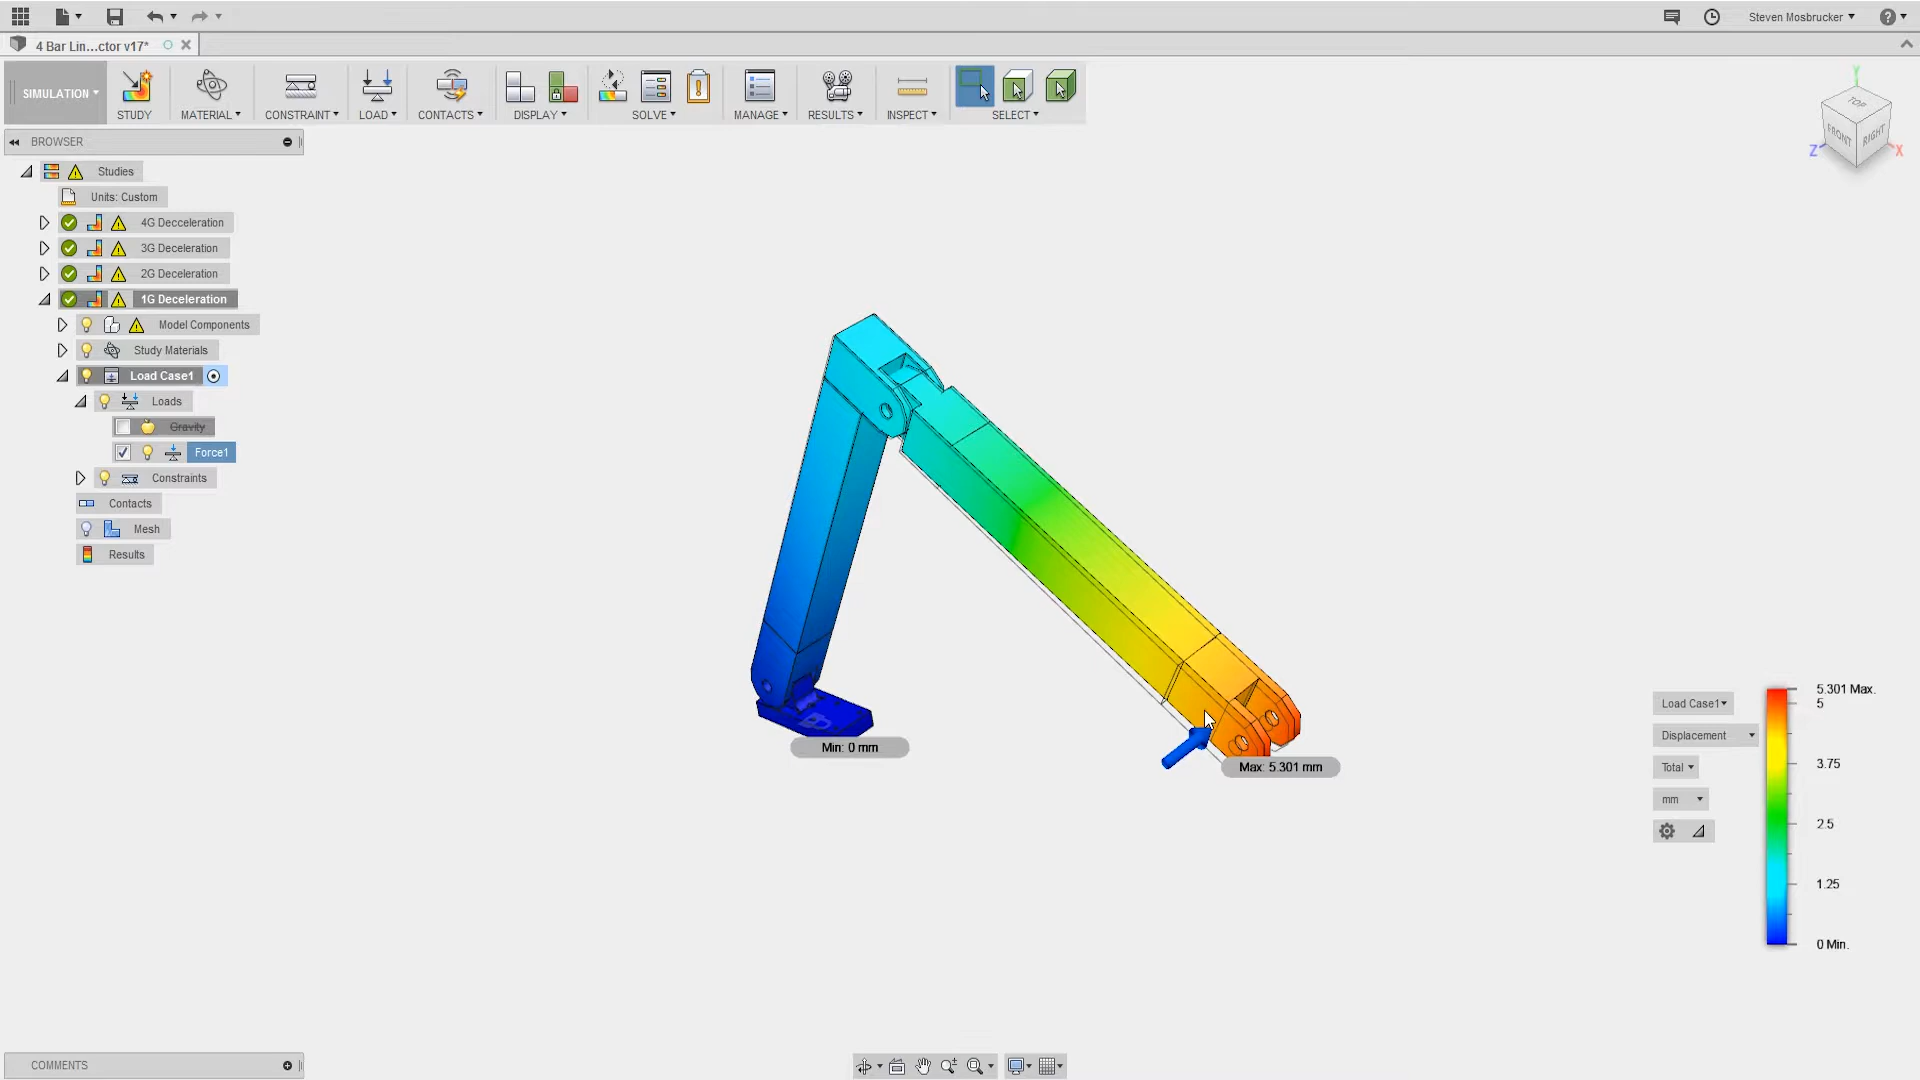 Steven Mosbrucker
4 Bar Lin...ctor v17*
SIMULATION
STUDY
MATERIAL
CONSTRAINT
LOAD
CONTACTS
DISPLAY
SOLVE
MANAGE
RESULTS
INSPECT
SELECT
TOP
FRONT
RIGHT
Y
Z
X
BROWSER
Studies
Units: Custom
4G Decceleration
3G Deceleration
2G Deceleration
1G Deceleration
Model Components
Study Materials
Load Case1
Loads
Gravity
Force1
Constraints
Contacts
Mesh
Results
Min: 0 mm
Max: 5.301 mm
Load Case1
Displacement
Total
mm
5.301 Max.
5
3.75
2.5
1.25
0 Min.
COMMENTS